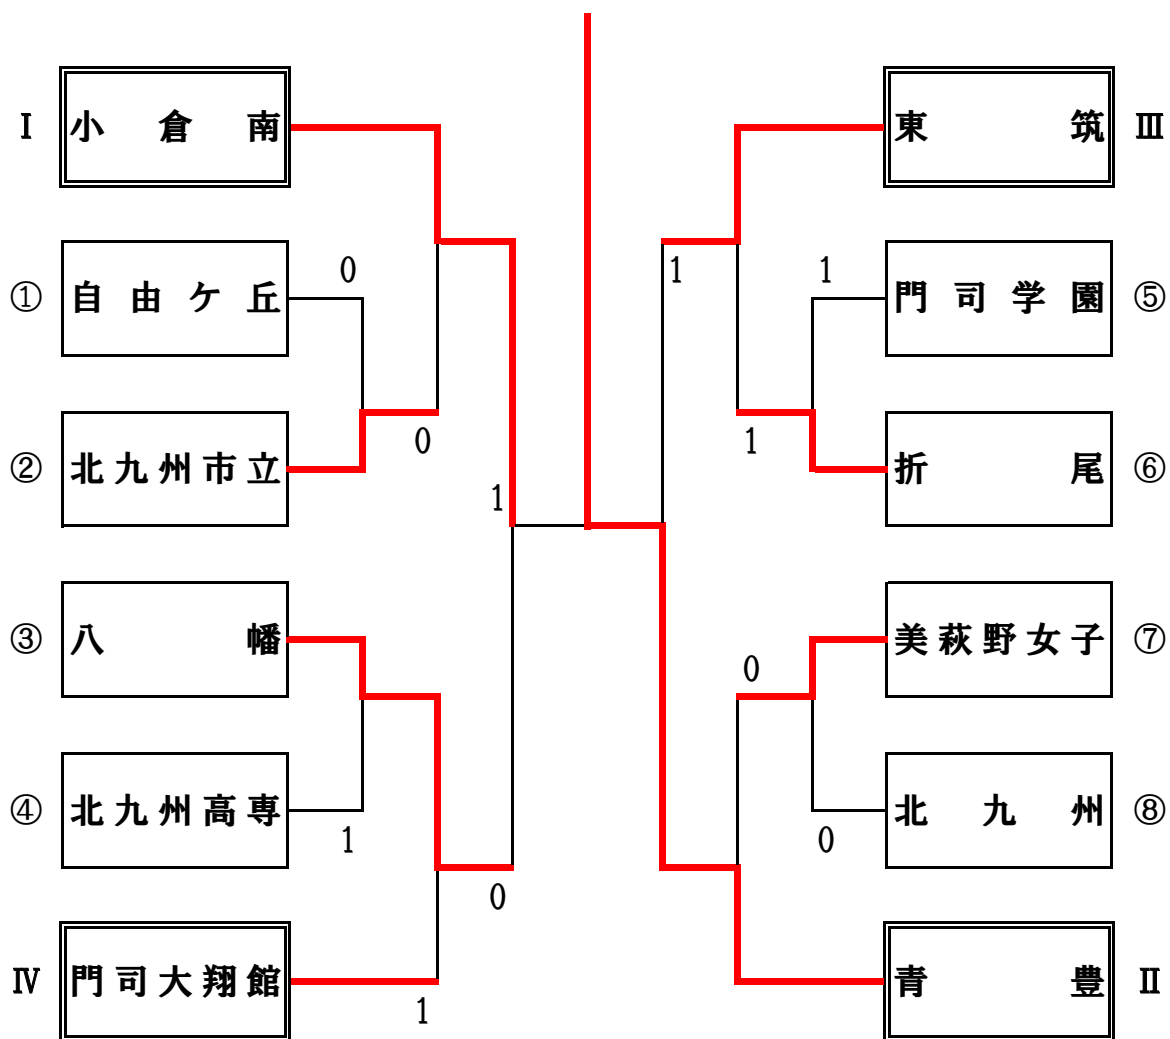 Ⅰ 小倉南
東筑 Ⅲ
① 自由ケ丘 0
1 1 門司学園 ⑤
② 北九州市立 0
1 折尾 ⑥
1
③ 八幡
0 美萩野女子 ⑦
④ 北九州高専 1
0 北九州 ⑧
0
Ⅳ 門司大翔館 1
青豊 Ⅱ